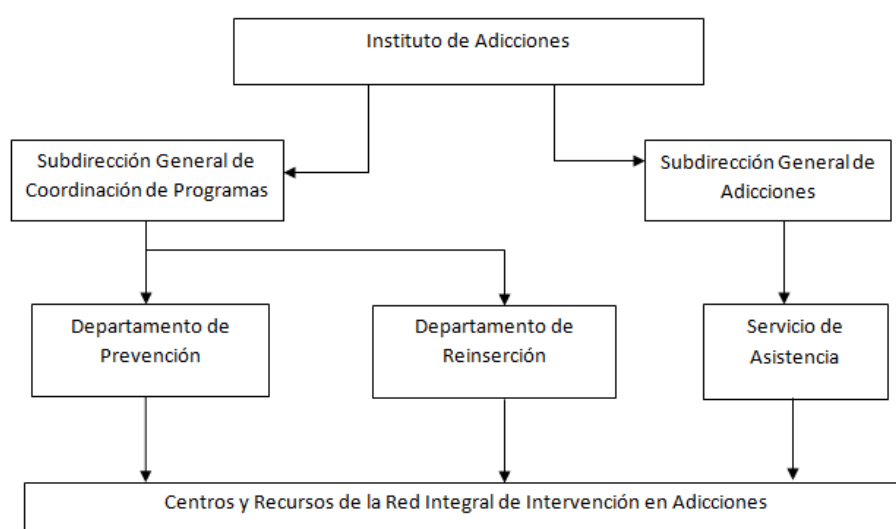 Instituto de Adicciones
Subdirección General de
Coordinación de Programas
Subdirección General de
Adicciones
Departamento de
Prevención
Departamento de
Reinserción
Servicio de
Asistencia
Centros y Recursos de la Red Integral de Intervención en Adicciones